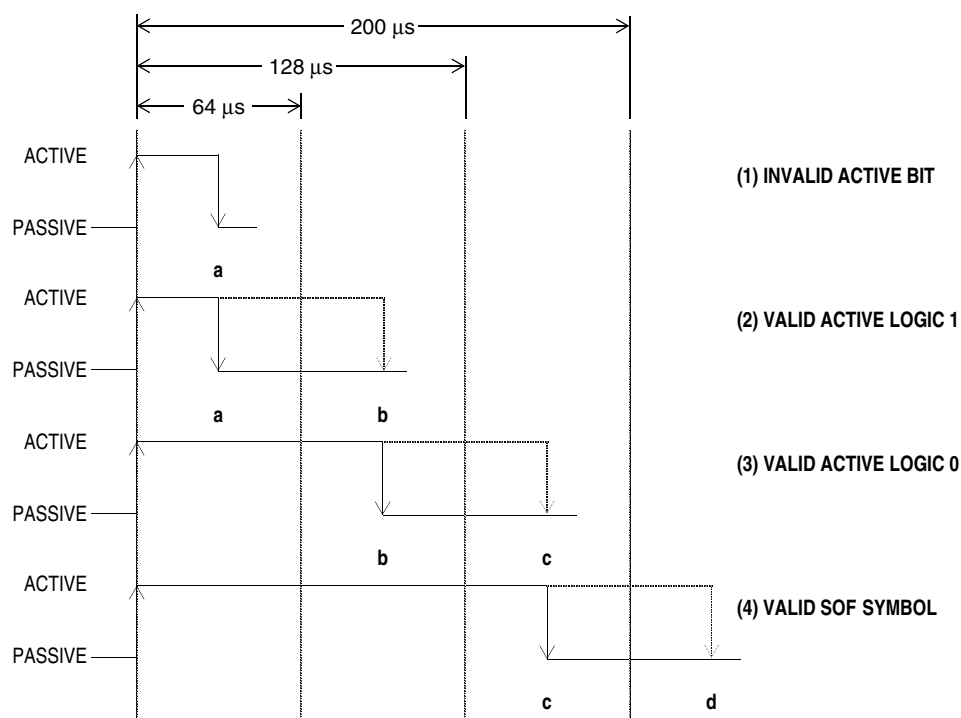 200 µs
128 µs
64 µs
ACTIVE
(1) INVALID ACTIVE BIT
PASSIVE
a
ACTIVE
(2) VALID ACTIVE LOGIC 1
PASSIVE
a b
ACTIVE
(3) VALID ACTIVE LOGIC 0
PASSIVE
b c
ACTIVE
(4) VALID SOF SYMBOL
PASSIVE
c d